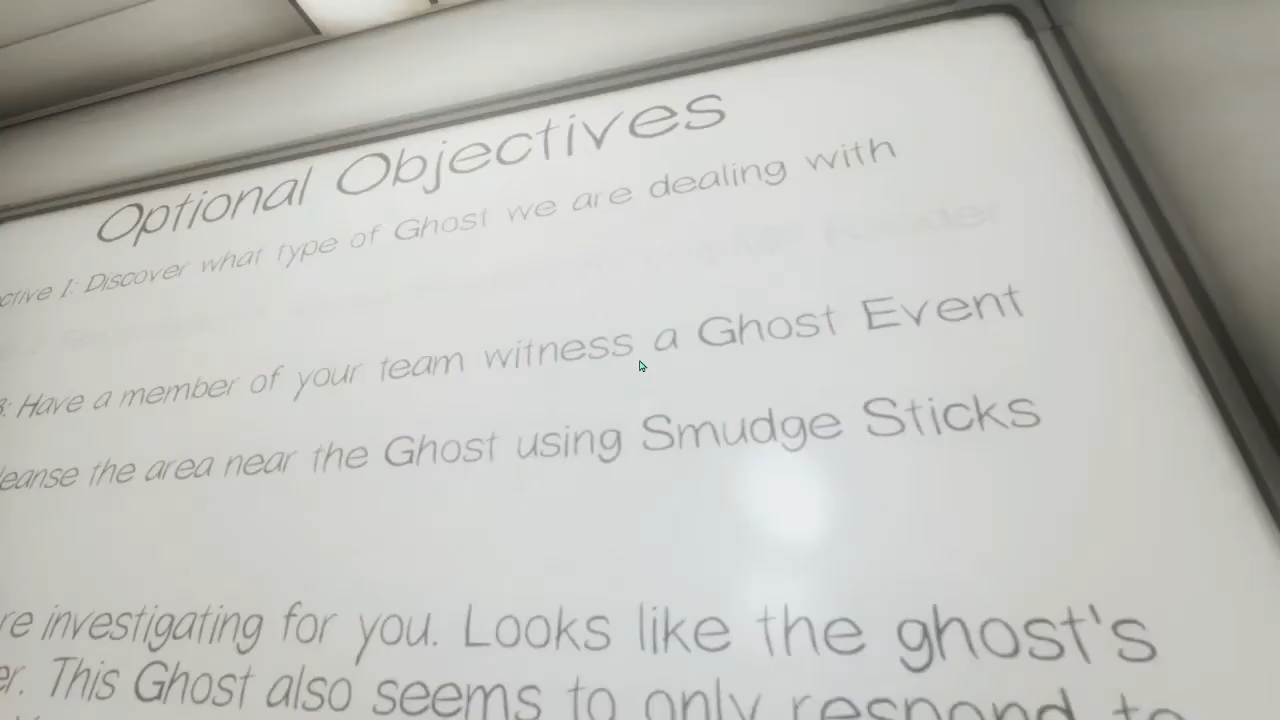 Optional Objectives
ctive 1: Discover what type of Ghost we are dealing with
3: Have a member of your team witness a Ghost Event
leanse the area near the Ghost using Smudge Sticks
re investigating for you. Looks like the ghost's
er. This Ghost also seems to only respond to